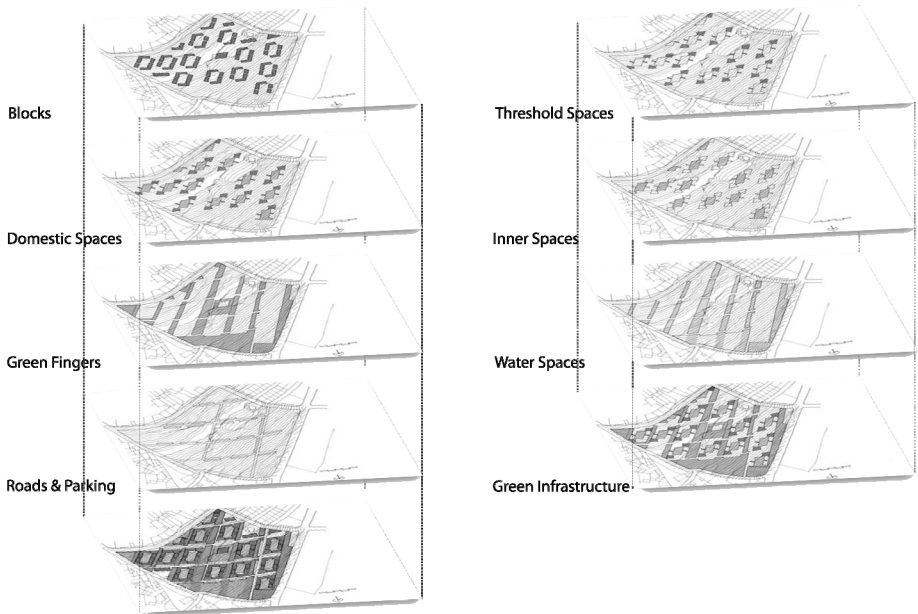 Blocks
Domestic Spaces
Green Fingers
Roads & Parking
Threshold Spaces
Inner Spaces
Water Spaces
Green Infrastructure